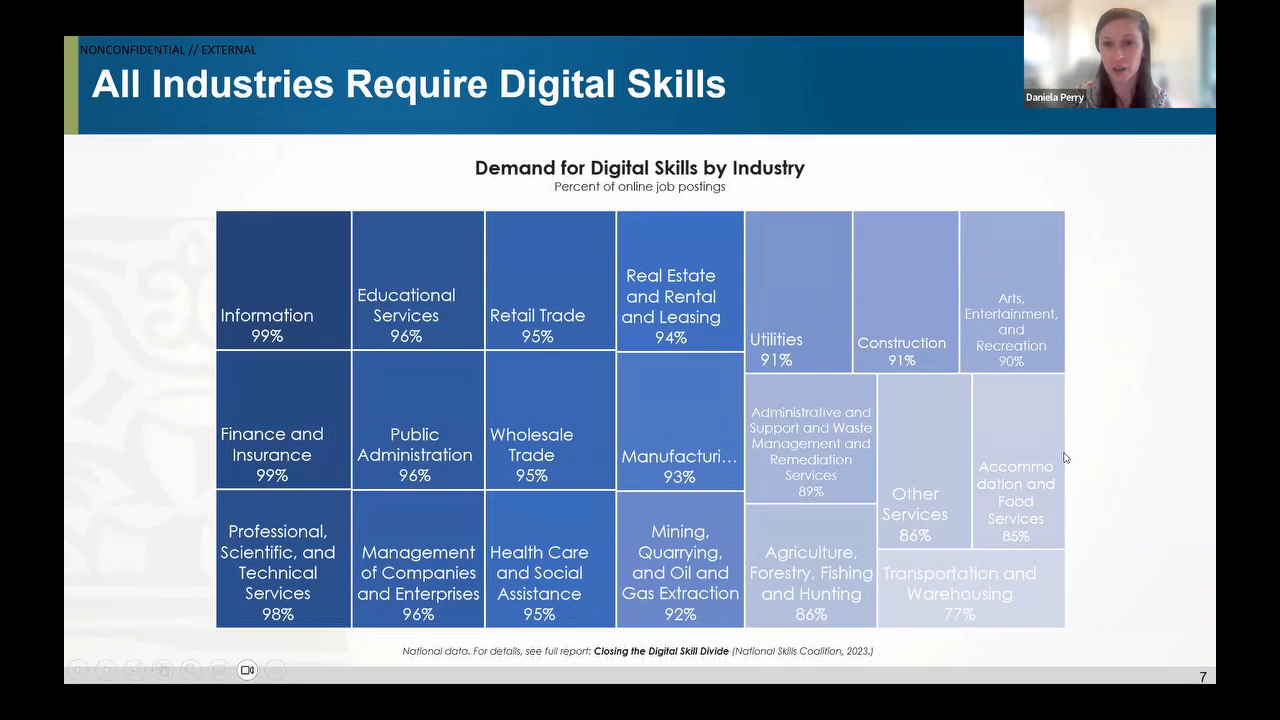 NONCONFIDENTIAL // EXTERNAL
All Industries Require Digital Skills
Daniela Perry
Demand for Digital Skills by Industry
Percent of online job postings
Information
99%
Educational
Services
96%
Retail Trade
95%
Real Estate
and Rental
and Leasing
94%
Utilities
91%
Construction
91%
Arts,
Entertainment,
and
Recreation
90%
Finance and
Insurance
99%
Public
Administration
96%
Wholesale
Trade
95%
Manufacturi...
93%
Administrative and
Support and Waste
Management and
Remediation
Services
89%
Other
Services
86%
Accommo
dation and
Food
Services
85%
Professional,
Scientific, and
Technical
Services
98%
Management
of Companies
and Enterprises
96%
Health Care
and Social
Assistance
95%
Mining,
Quarrying,
and Oil and
Gas Extraction
92%
Agriculture,
Forestry, Fishing
and Hunting
86%
Transportation and
Warehousing
77%
National data. For details, see full report: Closing the Digital Skill Divide (National Skills Coalition, 2023.)
7